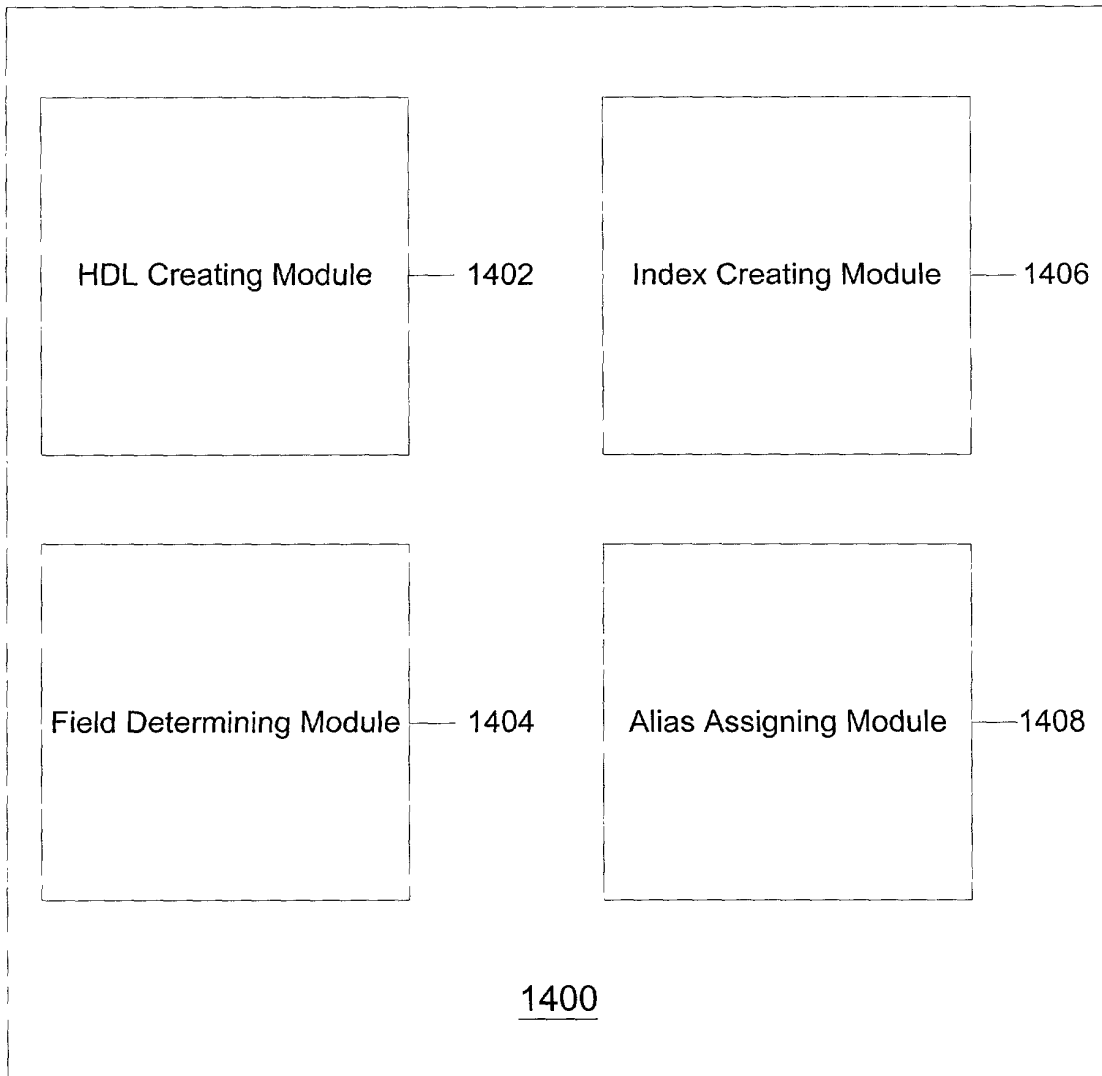 HDL Creating Module
1402
Index Creating Module
1406
Field Determining Module
1404
Alias Assigning Module
1408
1400